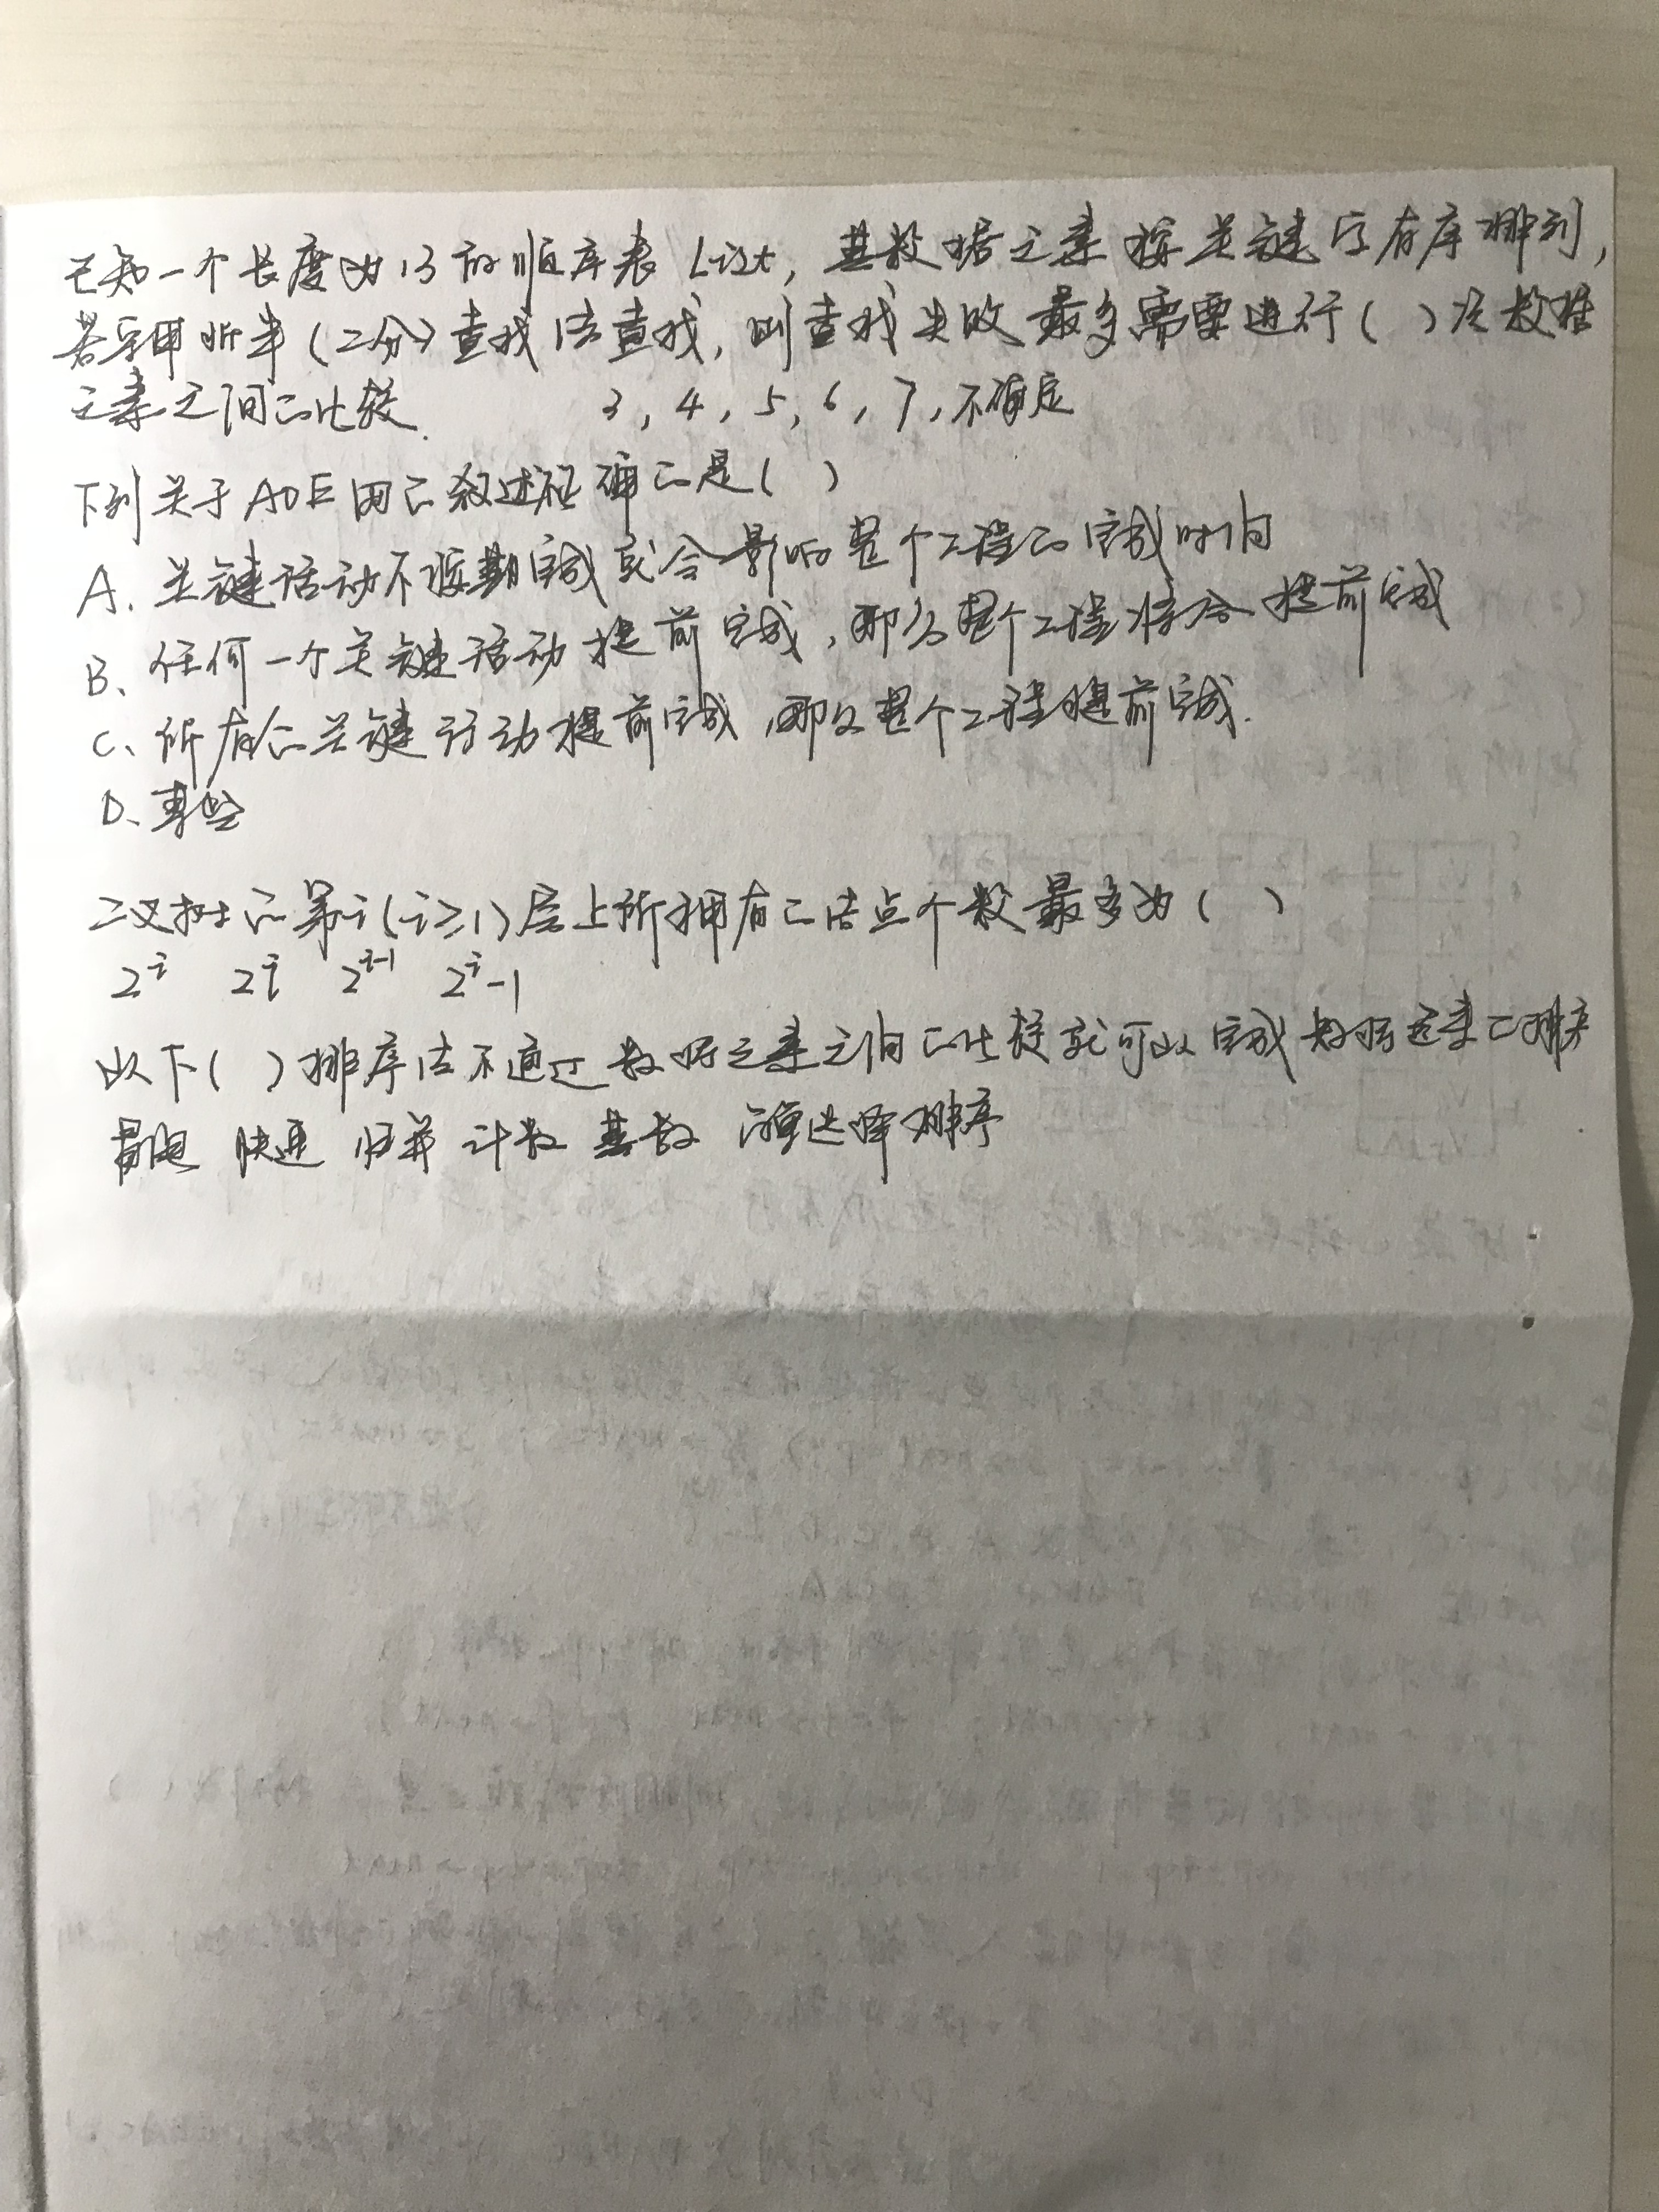 已知一个长度为13的顺序表List，其数据元素按关键字有序排列，
若采用折半(二分)查找法查找，则查找失败最多需要进行( )次数据
元素之间的比较. 3，4，5，6，7，不确定
下列关于AOE网的叙述正确的是( )
A. 关键活动不按期完成就会影响整个工程的完成时间
B、任何一个关键活动提前完成，那么整个工程将会提前完成
C、所有的关键活动提前完成，那么整个工程提前完成.
D、某些
二叉树的第i(i≥1)层上所拥有的结点个数最多为( )
2^i 2i 2^{i-1} 2^i-1
以下( )排序法不通过数据元素之间的比较就可以完成数据元素的排序
冒泡 快速 归并 计数 基数 简单选择排序